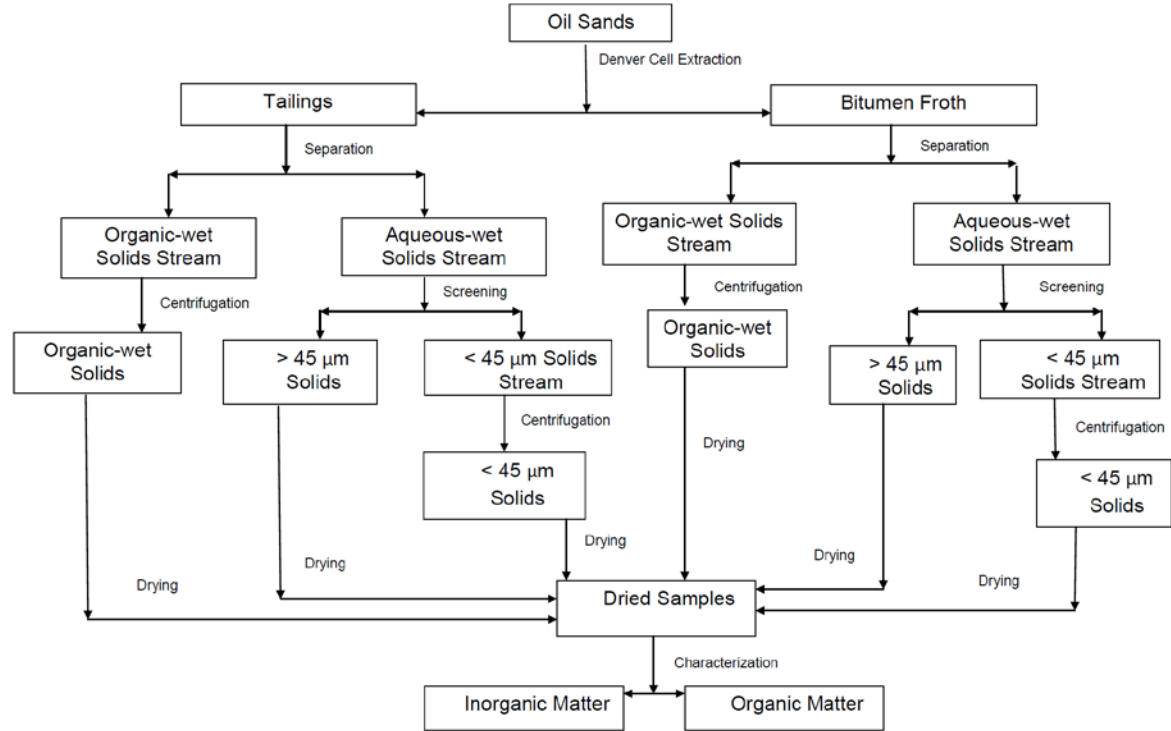 Oil Sands
Denver Cell Extraction
Tailings
Bitumen Froth
Separation
Separation
Organic-wet
Solids Stream
Aqueous-wet
Solids Stream
Organic-wet Solids
Stream
Aqueous-wet
Solids Stream
Centrifugation
Screening
Centrifugation
Screening
Organic-wet
Solids
> 45 μm
Solids
< 45 μm Solids
Stream
Organic-wet
Solids
> 45 μm
Solids
< 45 μm
Solids Stream
Centrifugation
Drying
Centrifugation
< 45 μm
Solids
< 45 μm
Solids
Drying
Drying
Drying
Drying
Drying
Dried Samples
Characterization
Inorganic Matter
Organic Matter